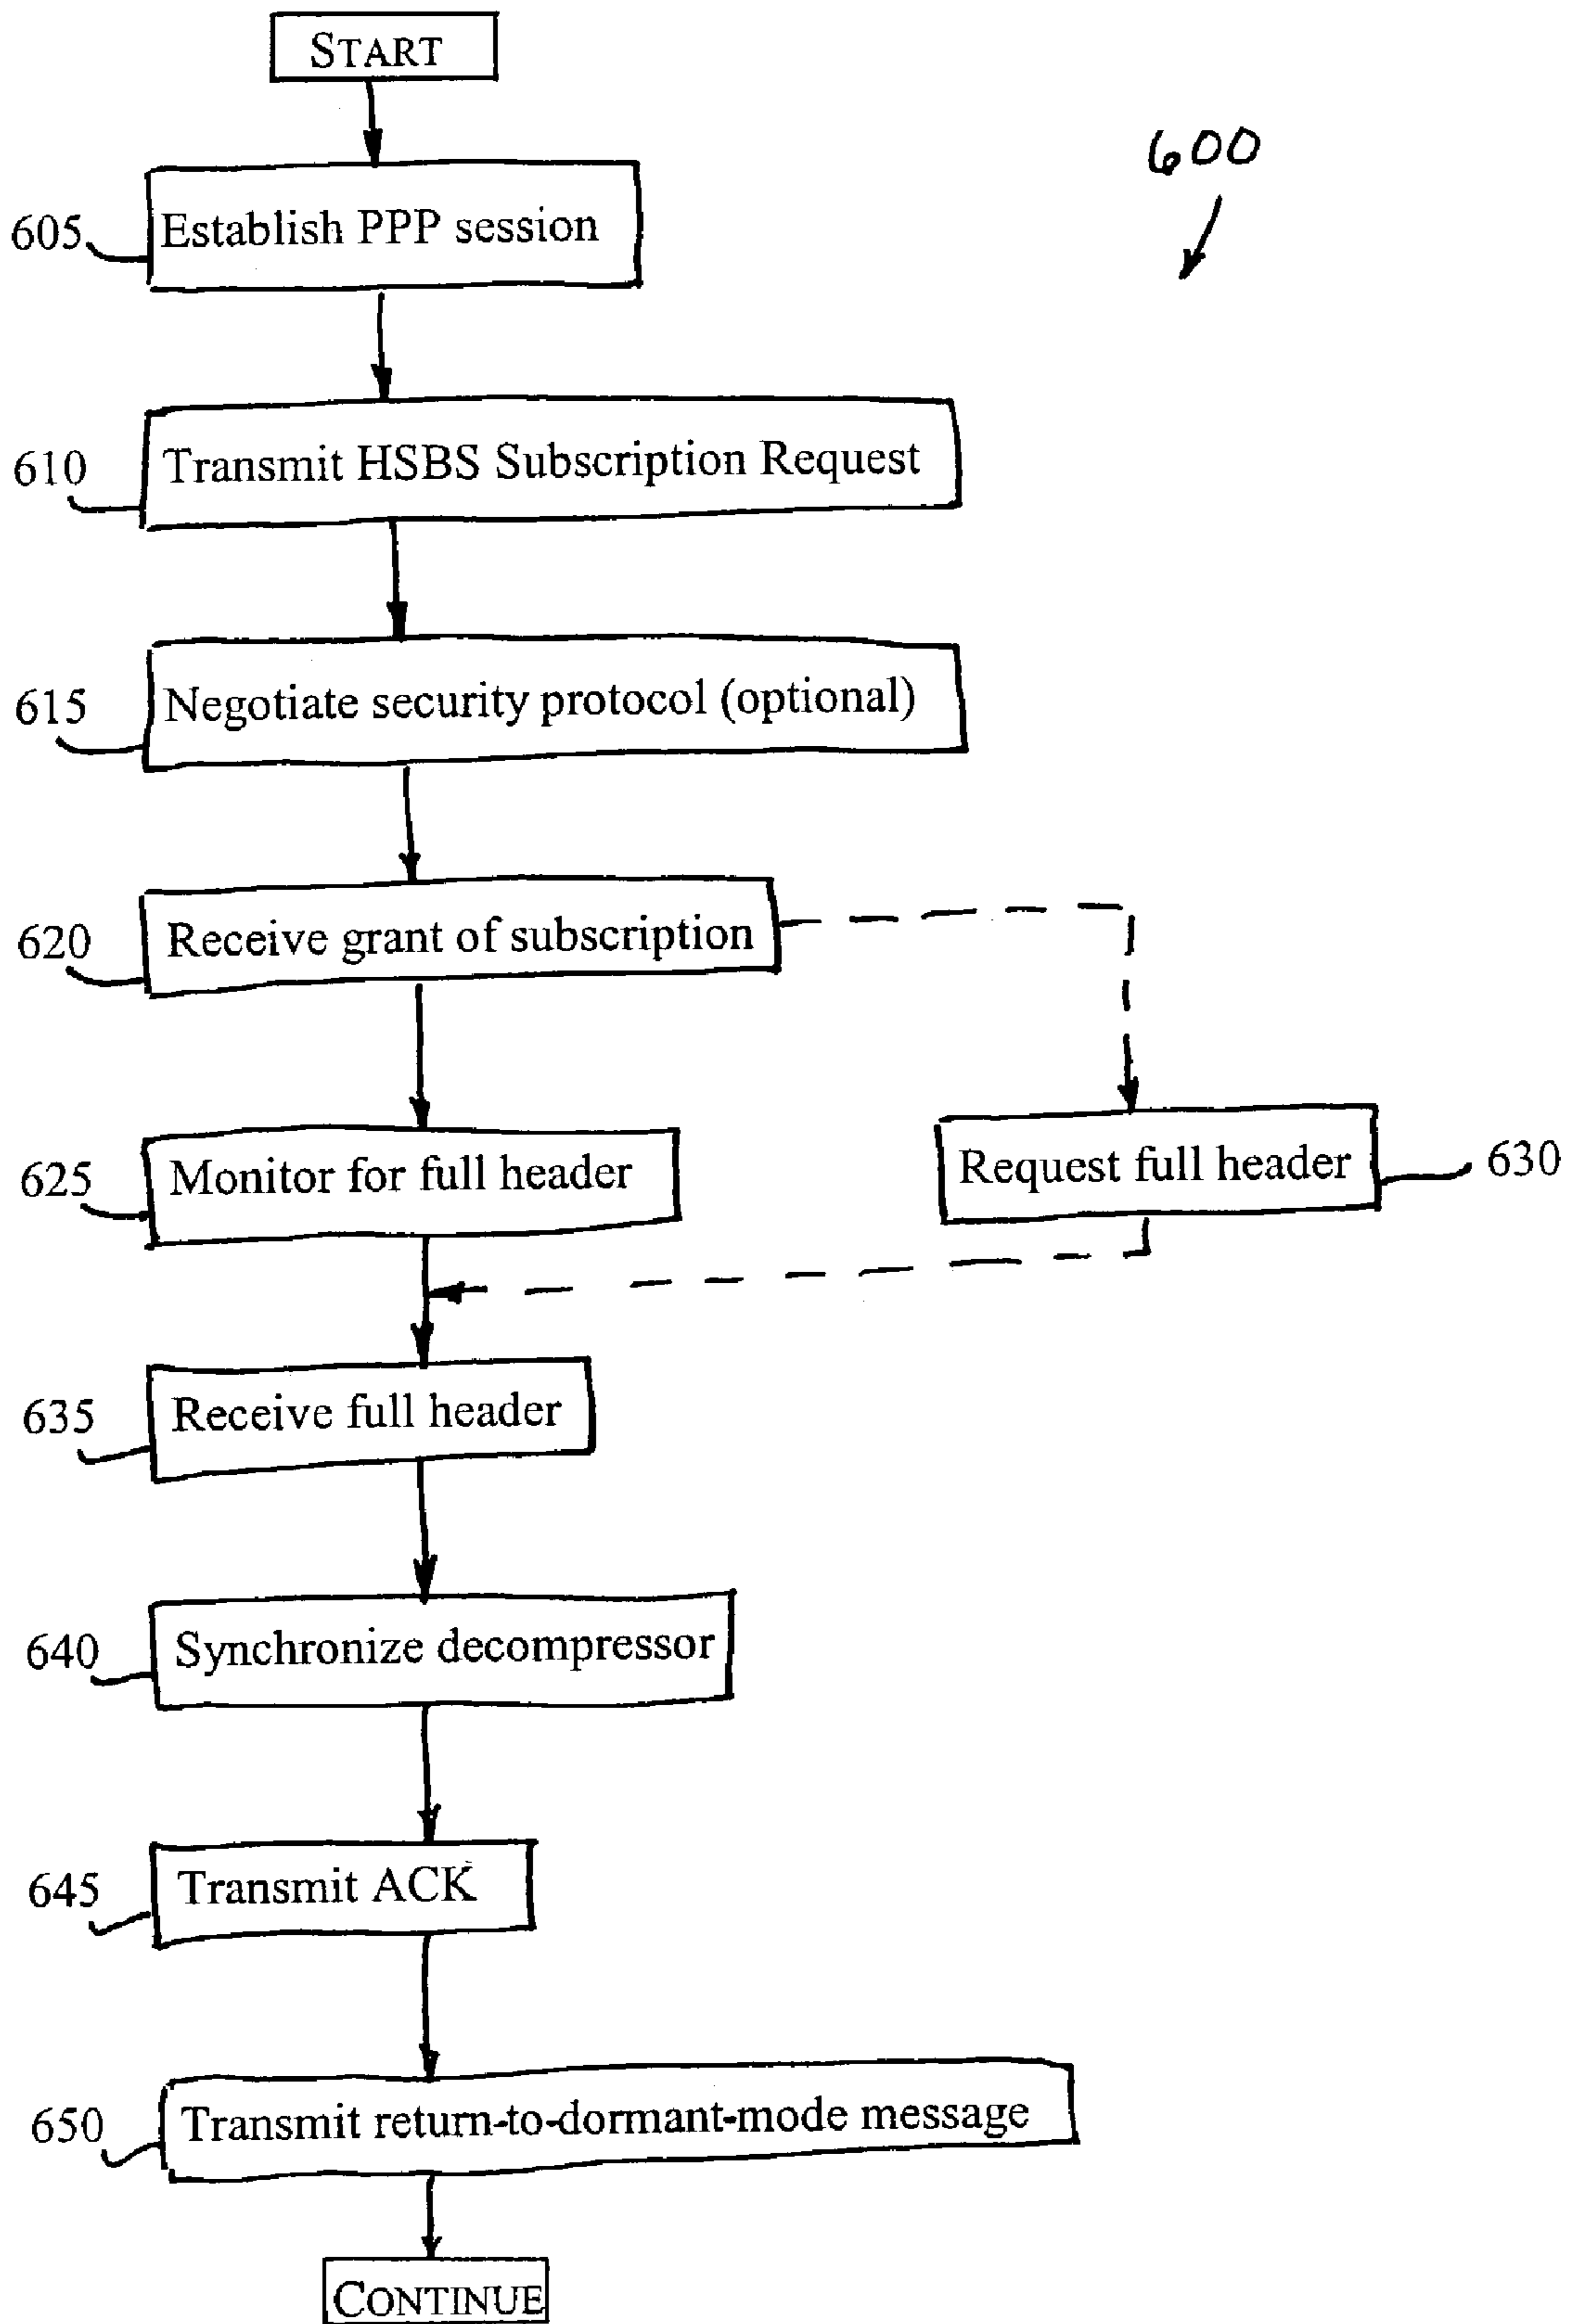 START
600
605
Establish PPP session
610
Transmit HSBS Subscription Request
615
Negotiate security protocol (optional)
620
Receive grant of subscription
625
Monitor for full header
Request full header
630
635
Receive full header
640
Synchronize decompressor
645
Transmit ACK
650
Transmit return-to-dormant-mode message
CONTINUE